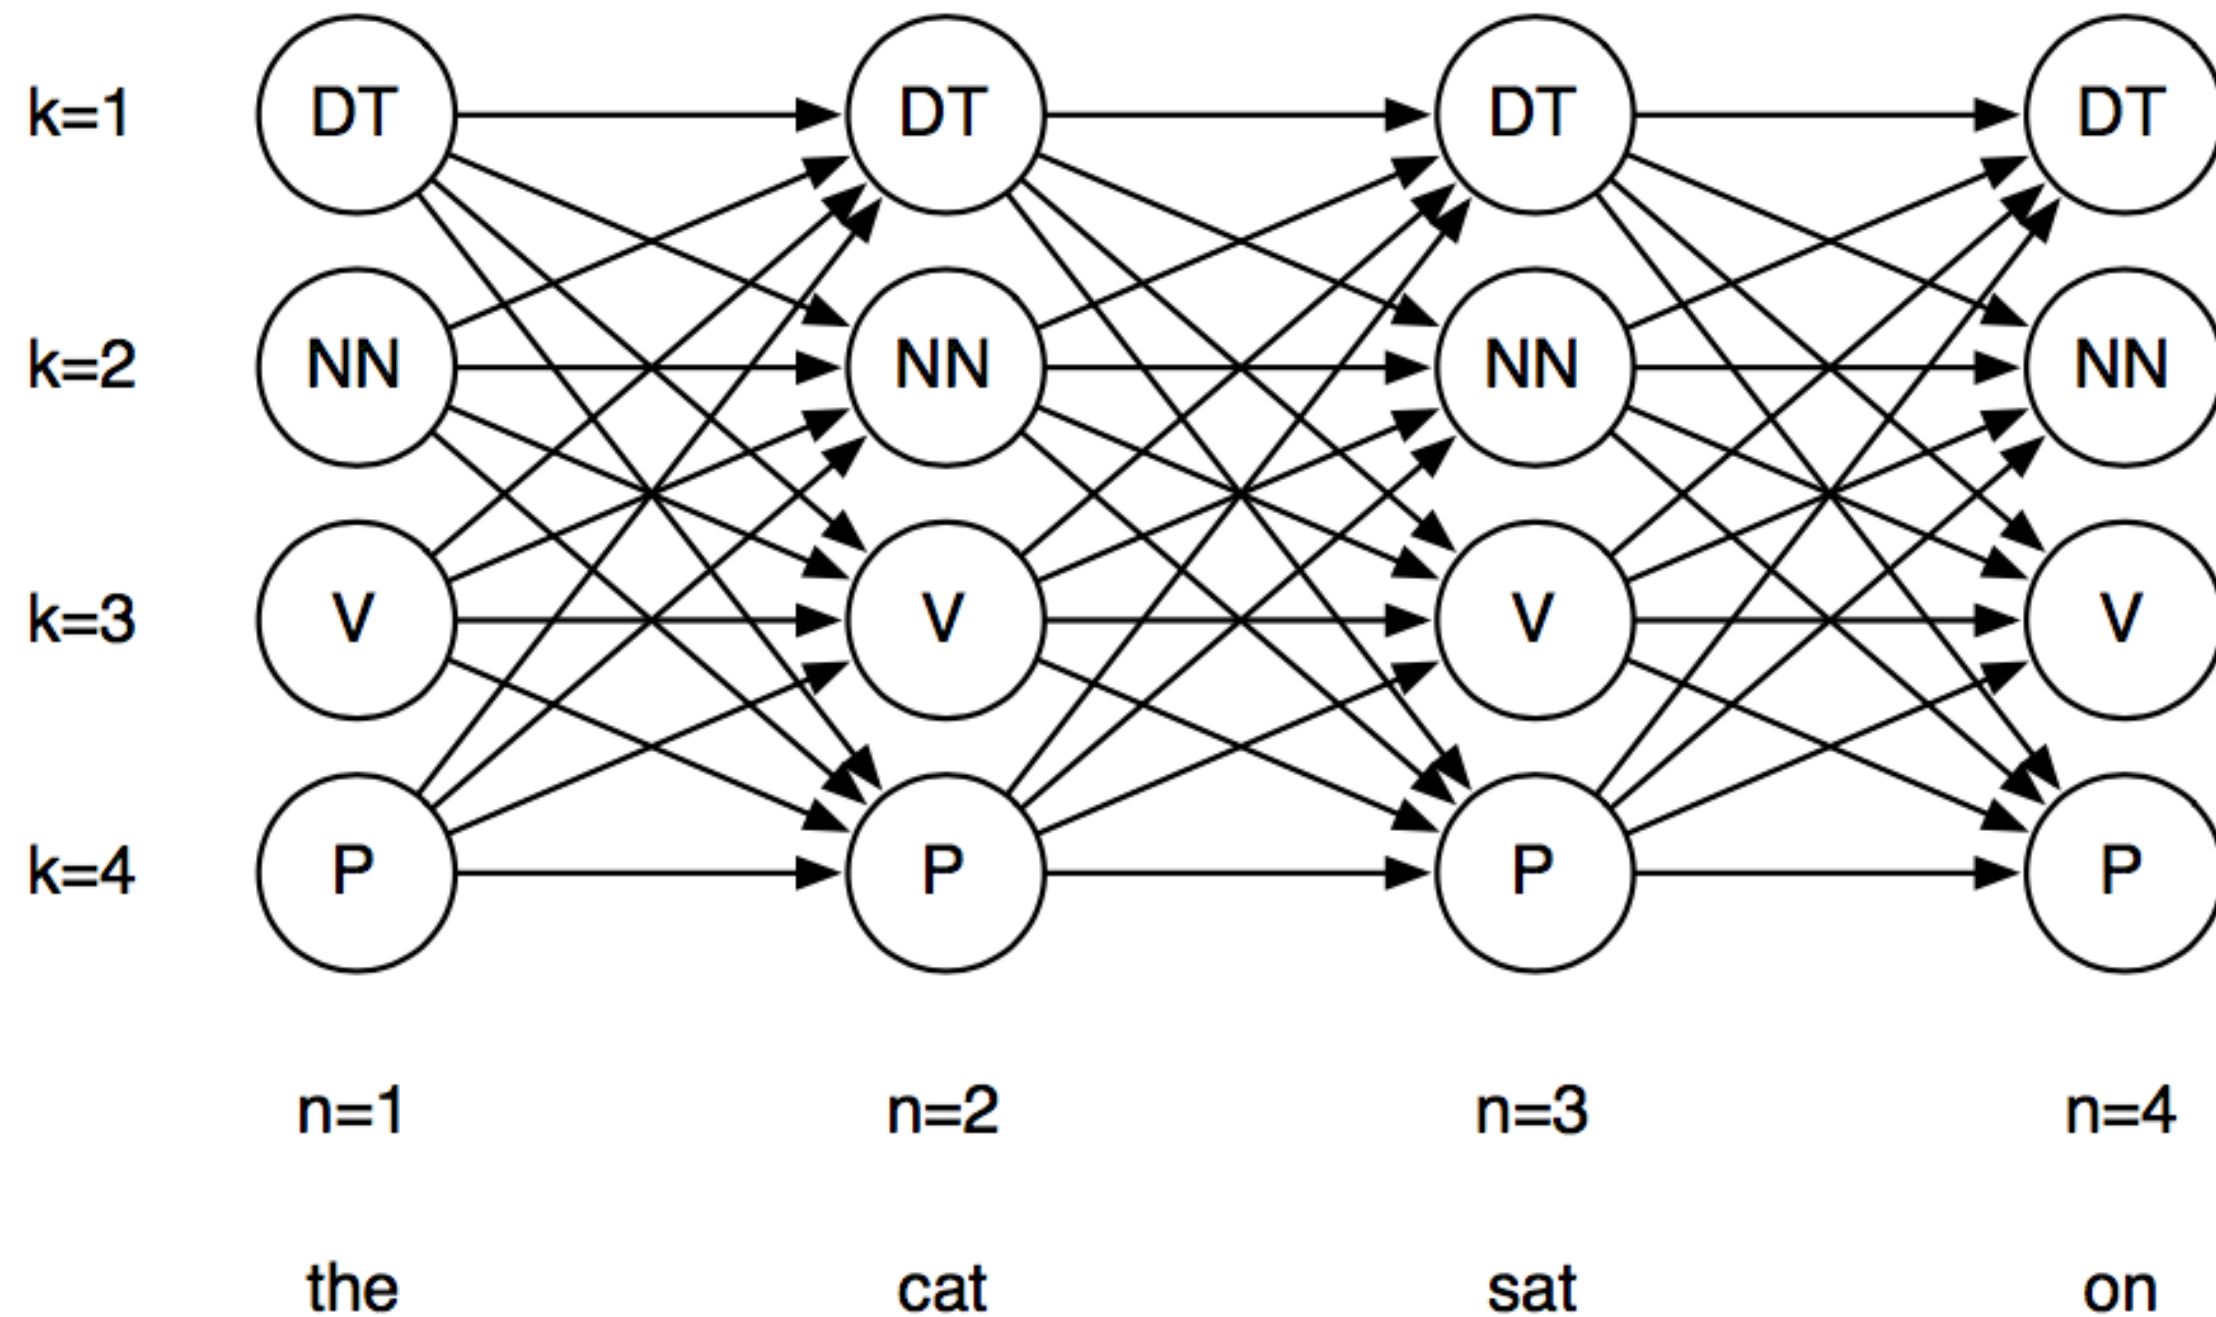 k=1 DT DT DT DT
k=2 NN NN NN NN
k=3 V V V V
k=4 P P P P
n=1 n=2 n=3 n=4
the cat sat on